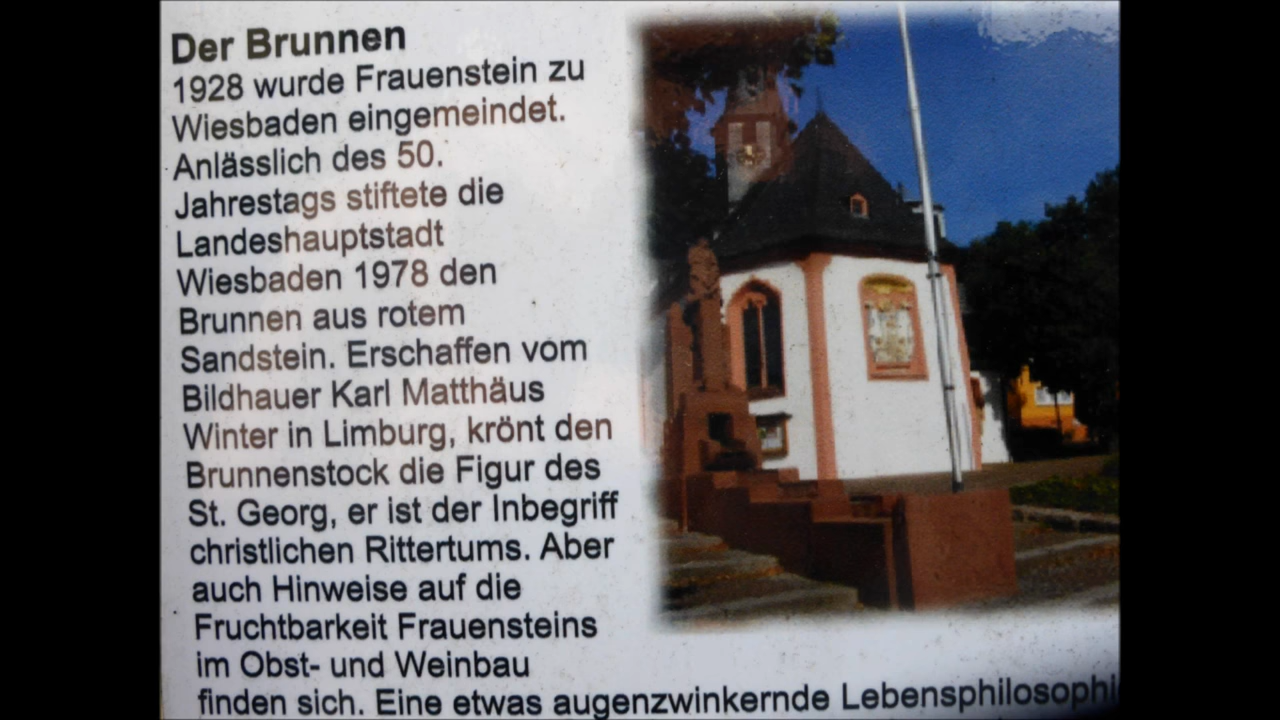 Der Brunnen
1928 wurde Frauenstein zu
Wiesbaden eingemeindet.
Anlässlich des 50.
Jahrestags stiftete die
Landeshauptstadt
Wiesbaden 1978 den
Brunnen aus rotem
Sandstein. Erschaffen vom
Bildhauer Karl Matthäus
Winter in Limburg, krönt den
Brunnenstock die Figur des
St. Georg, er ist der Inbegriff
christlichen Rittertums. Aber
auch Hinweise auf die
Fruchtbarkeit Frauensteins
im Obst- und Weinbau
finden sich. Eine etwas augenzwinkernde Lebensphilosophi